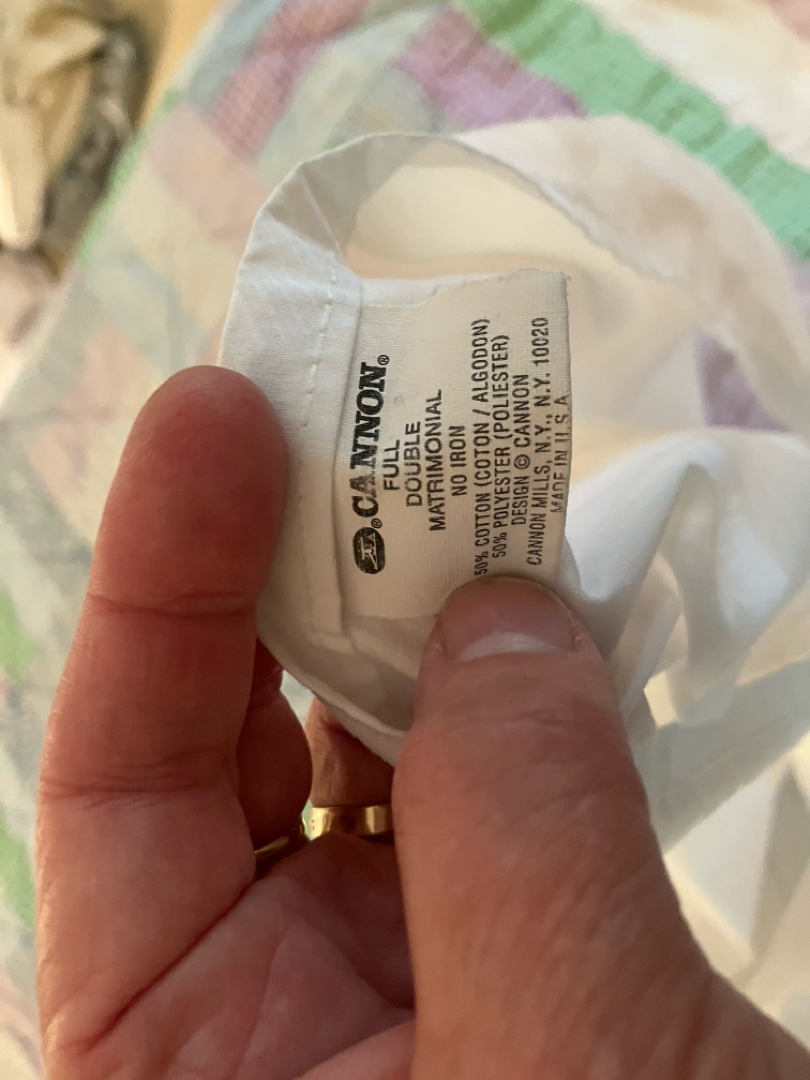 ®CANNON®
FULL
DOUBLE
MATRIMONIAL
NO IRON
50% COTTON (COTON / ALGODON)
50% POLYESTER (POLIESTER)
DESIGN © CANNON
CANNON MILLS, N.Y., N.Y. 10020
MADE IN U.S.A.